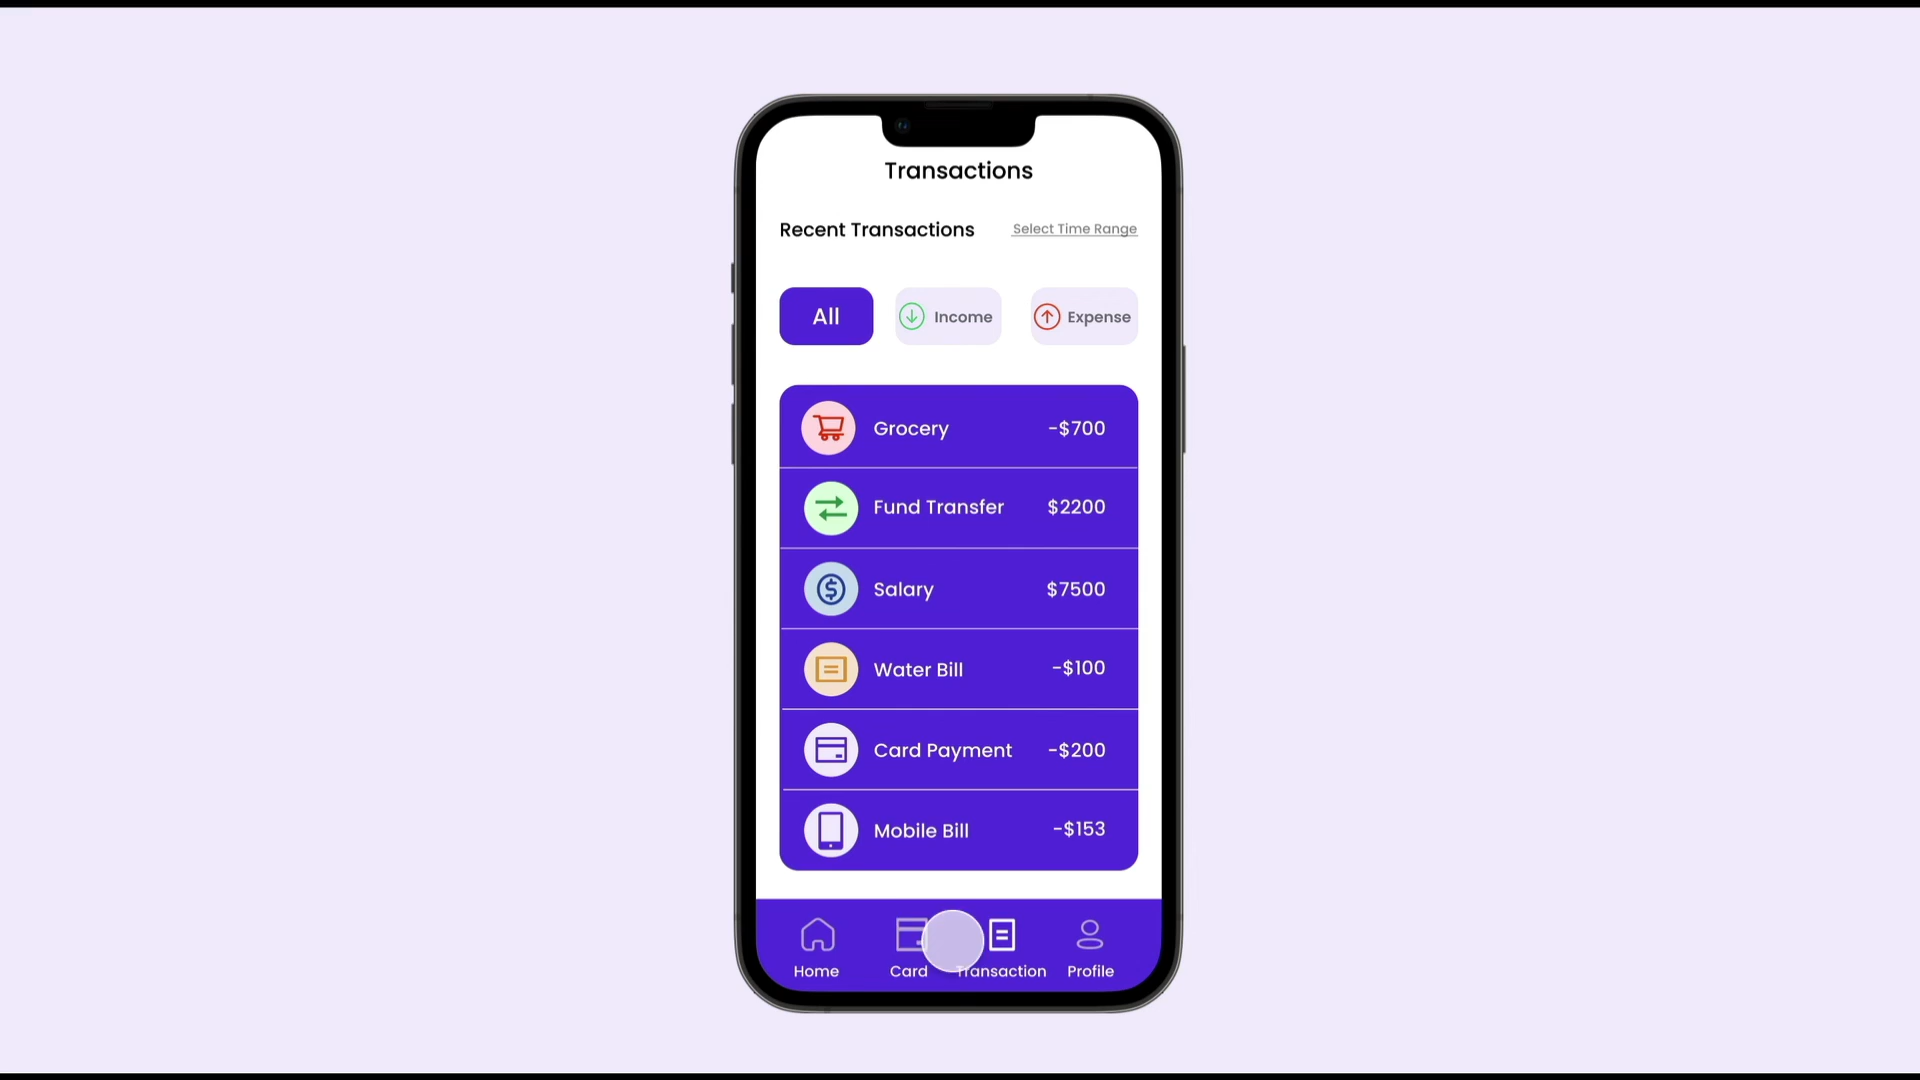 Transactions
Recent Transactions Select Time Range
All Income Expense
Grocery -$700
Fund Transfer $2200
Salary $7500
Water Bill -$100
Card Payment -$200
Mobile Bill -$153
Home Card Transaction Profile